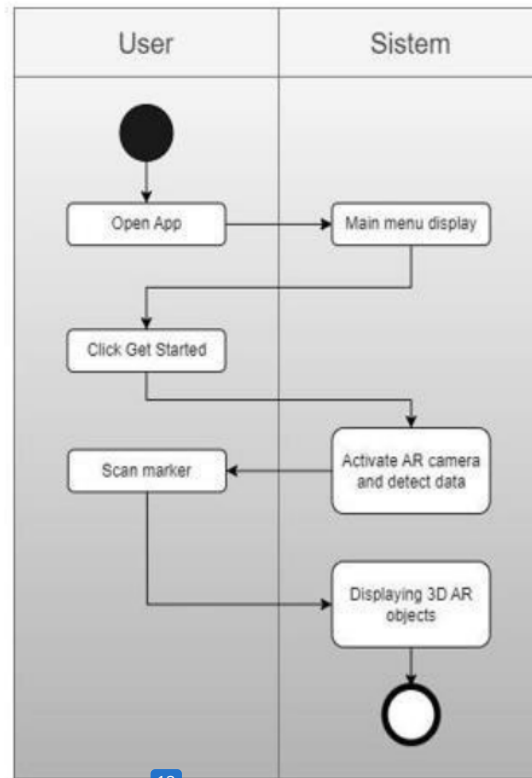 User
Sistem
Open App
Main menu display
Click Get Started
Activate AR camera
and detect data
Scan marker
Displaying 3D AR
objects